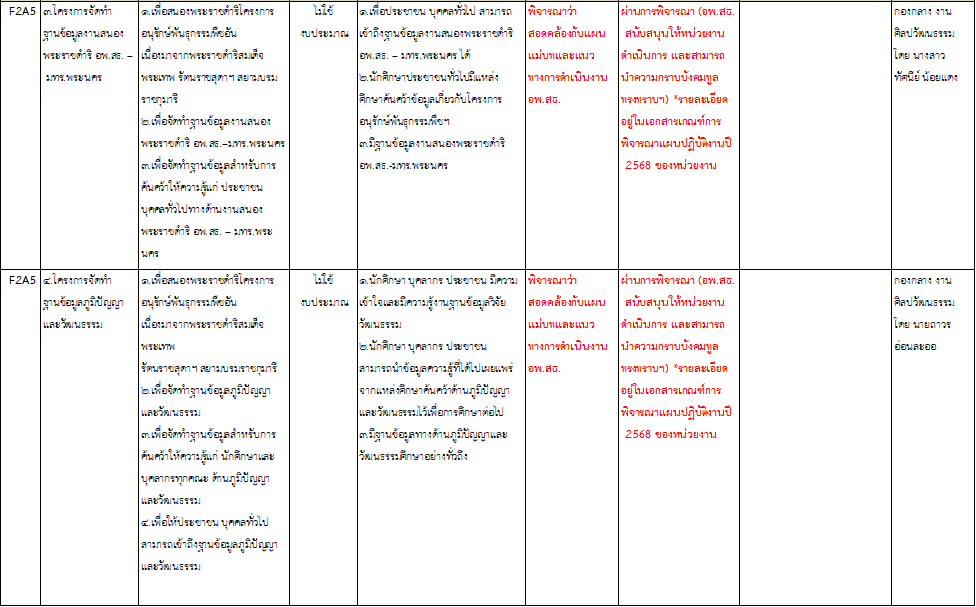 F2A5
๓.โครงการจัดทำ
ฐานข้อมูลงานสนอง
พระราชดำริ อพ.สธ. –
มทร.พระนคร
๑.เพื่อสนองพระราชดำริโครงการ
อนุรักษ์พันธุกรรมพืชอัน
เนื่องมาจากพระราชดำริสมเด็จ
พระเทพ รัตนราชสุดาฯ สยามบรม
ราชกุมารี
๒.เพื่อจัดทำฐานข้อมูลงานสนอง
พระราชดำริ อพ.สธ.–มทร.พระนคร
๓.เพื่อจัดทำฐานข้อมูลสำหรับการ
ค้นคว้าให้ความรู้แก่ ประชาชน
บุคคลทั่วไปทางด้านงานสนอง
พระราชดำริ อพ.สธ. – มทร.พระ
นคร
ไม่ใช้
งบประมาณ
๑.เพื่อประชาชน บุคคลทั่วไป สามารถ
เข้าถึงฐานข้อมูลงานสนองพระราชดำริ
อพ.สธ. – มทร.พระนคร ได้
๒.นักศึกษาประชาชนทั่วไปมีแหล่ง
ศึกษาค้นคว้าข้อมูลเกี่ยวกับโครงการ
อนุรักษ์พันธุกรรมพืชฯ
๓.มีฐานข้อมูลงานสนองพระราชดำริ
อพ.สธ.-มทร.พระนคร
พิจารณาว่า
สอดคล้องกับแผน
แม่บทและแนว
ทางการดำเนินงาน
อพ.สธ.
ผ่านการพิจารณา (อพ.สธ.
สนับสนุนให้หน่วยงาน
ดำเนินการ และสามารถ
นำความกราบบังคมทูล
ทรงทราบฯ) *รายละเอียด
อยู่ในเอกสารเกณฑ์การ
พิจารณาแผนปฏิบัติงานปี
2568 ของหน่วยงาน
กองกลาง งาน
ศิลปวัฒนธรรม
โดย นางสาว
ทัศนีย์ น้อยแดง
F2A5
๔.โครงการจัดทำ
ฐานข้อมูลภูมิปัญญา
และวัฒนธรรม
๑.เพื่อสนองพระราชดำริโครงการ
อนุรักษ์พันธุกรรมพืชอัน
เนื่องมาจากพระราชดำริสมเด็จ
พระเทพ
รัตนราชสุดาฯ สยามบรมราชกุมารี
๒.เพื่อจัดทำฐานข้อมูลภูมิปัญญา
และวัฒนธรรม
๓.เพื่อจัดทำฐานข้อมูลสำหรับการ
ค้นคว้าให้ความรู้แก่ นักศึกษาและ
บุคลากรทุกคณะ ด้านภูมิปัญญา
และวัฒนธรรม
๔.เพื่อให้ประชาชน บุคคลทั่วไป
สามารถเข้าถึงฐานข้อมูลภูมิปัญญา
และวัฒนธรรม
ไม่ใช้
งบประมาณ
๑.นักศึกษา บุคลากร ประชาชน มีความ
เข้าใจและมีความรู้งานฐานข้อมูลวิจัย
วัฒนธรรม
๒.นักศึกษา บุคลากร ประชาชน
สามารถนำข้อมูลความรู้ที่ได้ไปเผยแพร่
จากแหล่งศึกษาค้นคว้าด้านภูมิปัญญา
และวัฒนธรรมไว้เพื่อการศึกษาต่อไป
๓.มีฐานข้อมูลทางด้านภูมิปัญญาและ
วัฒนธรรมศึกษาอย่างทั่วถึง
พิจารณาว่า
สอดคล้องกับแผน
แม่บทและแนว
ทางการดำเนินงาน
อพ.สธ.
ผ่านการพิจารณา (อพ.สธ.
สนับสนุนให้หน่วยงาน
ดำเนินการ และสามารถ
นำความกราบบังคมทูล
ทรงทราบฯ) *รายละเอียด
อยู่ในเอกสารเกณฑ์การ
พิจารณาแผนปฏิบัติงานปี
2568 ของหน่วยงาน
กองกลาง งาน
ศิลปวัฒนธรรม
โดย นายถาวร
อ่อนละออ